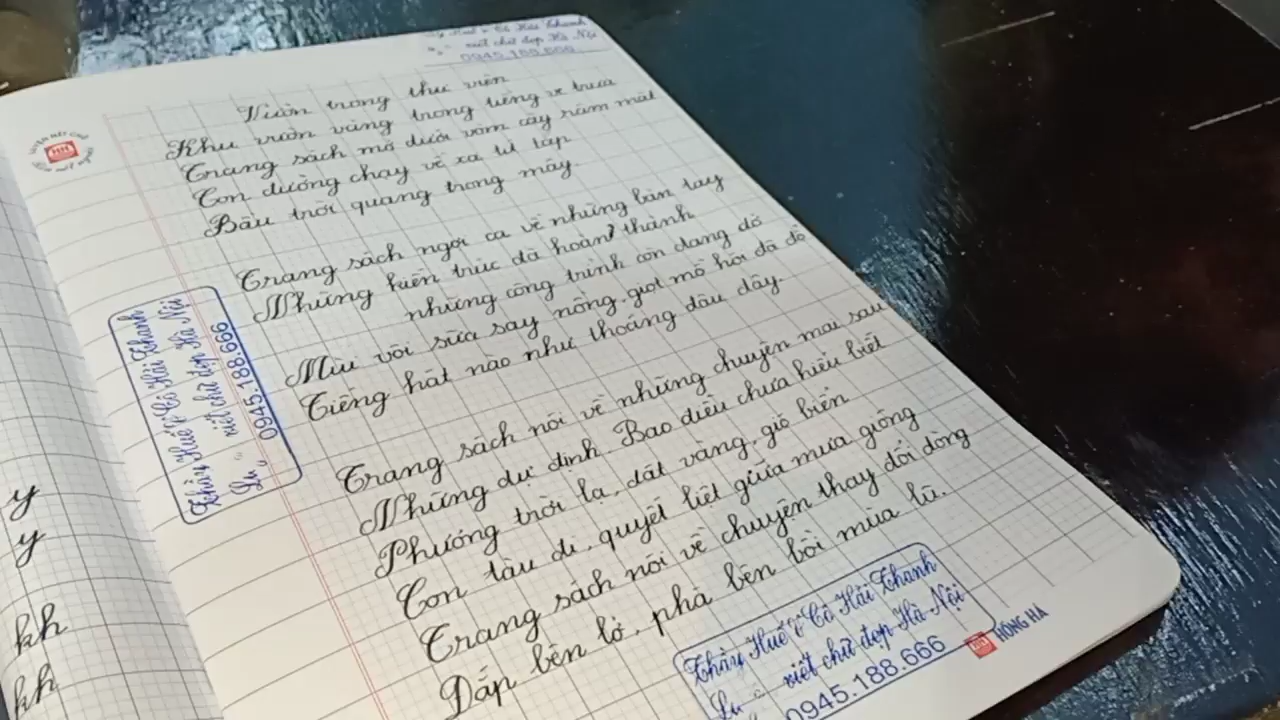 Huế + Cô Hải Thanh
viết chữ đẹp Hà Nội
0945.188.666
Vườn trong thư viện
Khu vườn vàng trong tiếng ve trưa
Trang sách mở dưới vòm cây râm mát
Con đường chạy về xa tít tắp
Bầu trời quang trong mây.
Trang sách ngợi ca về những bàn tay
Những kiến trúc đã hoàn thành
những công trình còn dang dở
Mùi vôi sữa say nồng, giọt mồ hôi đã đổ
Tiếng hát nào như thoáng đâu đây.
Trang sách nói về những chuyện mai sau
Những dự định. Bao điều chưa hiểu biết
Phương trời lạ, đất vàng, gió biển
Con tàu đi, quyết liệt giữa mưa giông
Trang sách nói về chuyện thay đổi dòng
Đắp bên lở, phá bên bồi mùa lũ.
Thầy Huế + Cô Hải Thanh
viết chữ đẹp Hà Nội
0945.188.666
Thầy Huế + Cô Hải Thanh
viết chữ đẹp Hà Nội
0945.188.666
HH
HỒNG HÀ
HH
y
y
kh
kh